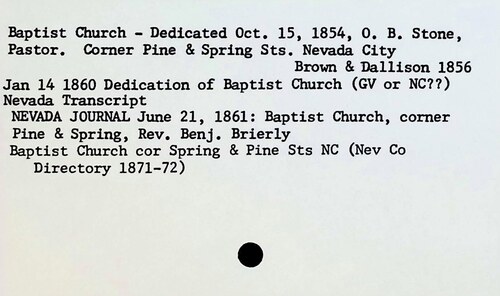 Baptist Church - Dedicated Oct. 15, 1854, O. B. Stone,
Pastor. Corner Pine & Spring Sts. Nevada City
Brown & Dallison 1856
Jan 14 1860 Dedication of Baptist Church (GV or NC??)
Nevada Transcript
NEVADA JOURNAL June 21, 1861: Baptist Church, corner
Pine & Spring, Rev. Benj. Brierly
Baptist Church cor Spring & Pine Sts NC (Nev Co
Directory 1871-72)